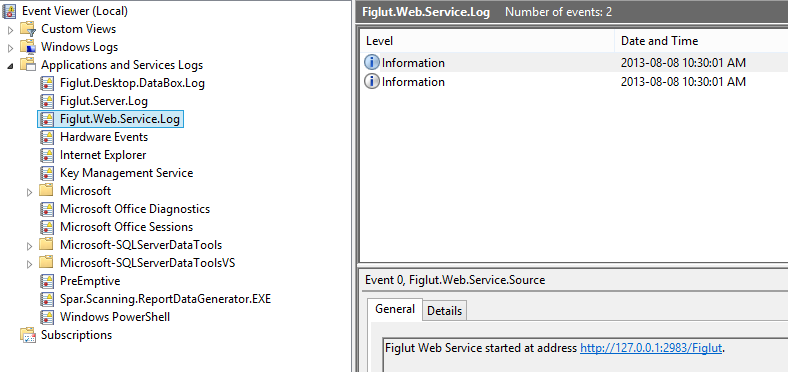 Event Viewer (Local)
Custom Views
Windows Logs
Applications and Services Logs
Figlut.Desktop.DataBox.Log
Figlut.Server.Log
Figlut.Web.Service.Log
Hardware Events
Internet Explorer
Key Management Service
Microsoft
Microsoft Office Diagnostics
Microsoft Office Sessions
Microsoft-SQLServerDataTools
Microsoft-SQLServerDataToolsVS
PreEmptive
Spar.Scanning.ReportDataGenerator.EXE
Windows PowerShell
Subscriptions
Figlut.Web.Service.Log Number of events: 2
Level Date and Time
Information 2013-08-08 10:30:01 AM
Information 2013-08-08 10:30:01 AM
Event 0, Figlut.Web.Service.Source
General Details
Figlut Web Service started at address http://127.0.0.1:2983/Figlut.